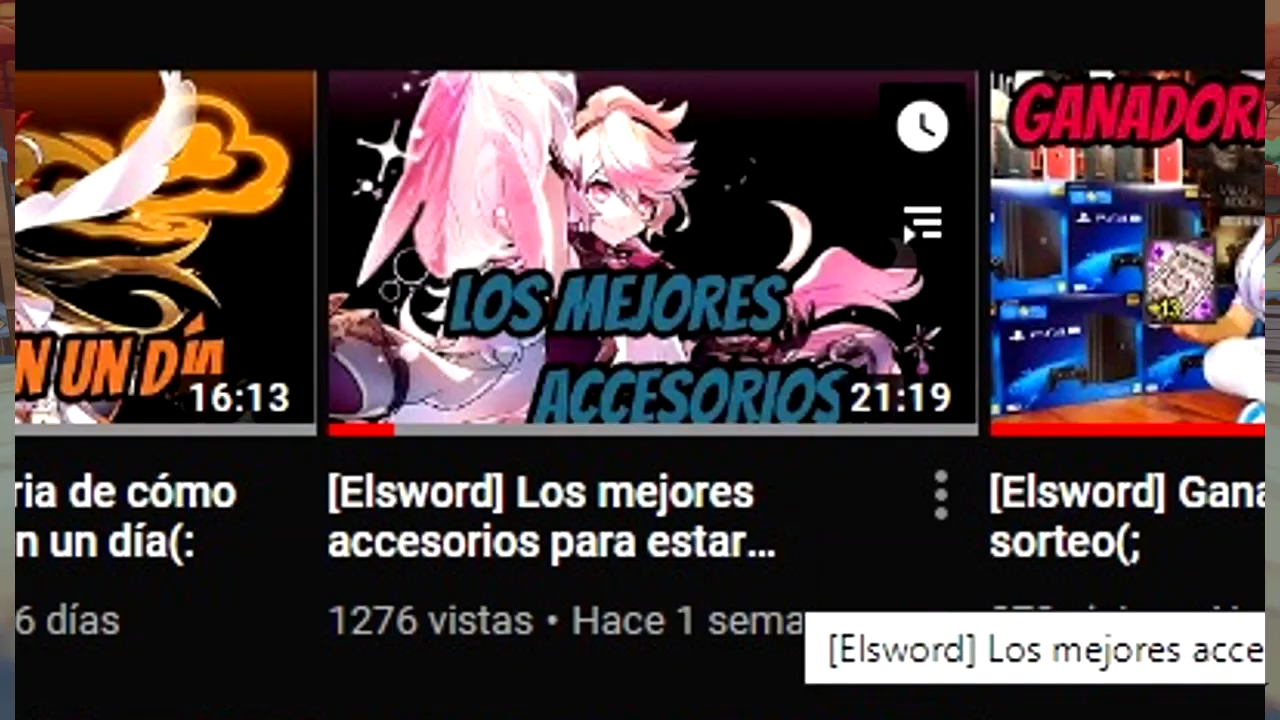 GANADOR
LOS MEJORES
ACCESORIOS
N UN DÍA
16:13
21:19
PS4
PS4
+13
ria de cómo
n un día(:
6 días
[Elsword] Los mejores
accesorios para estar...
1276 vistas • Hace 1 sema
[Elsword] Gana
sorteo(;
[Elsword] Los mejores acce